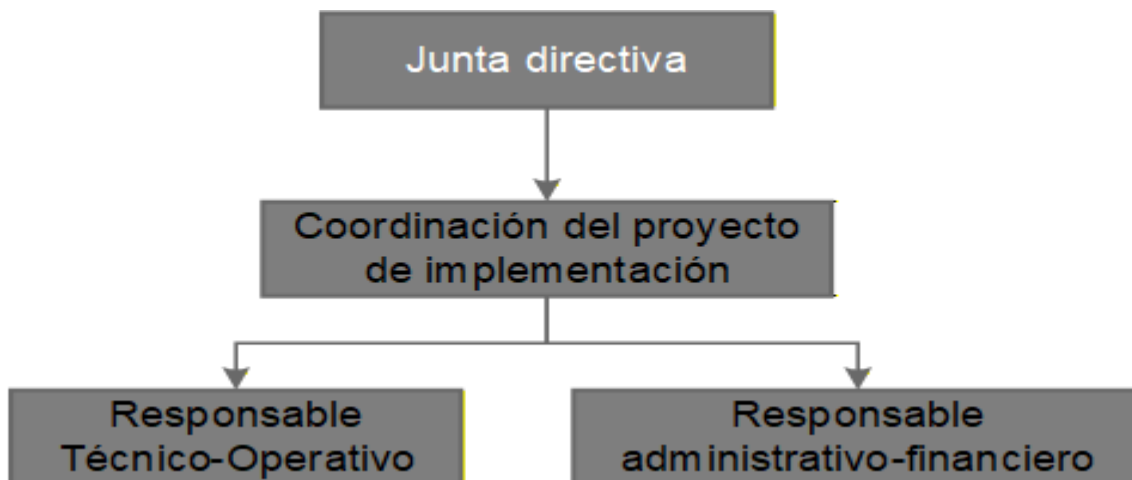 Junta directiva
Coordinación del proyecto
de implementación
Responsable
Técnico-Operativo
Responsable
administrativo-financiero